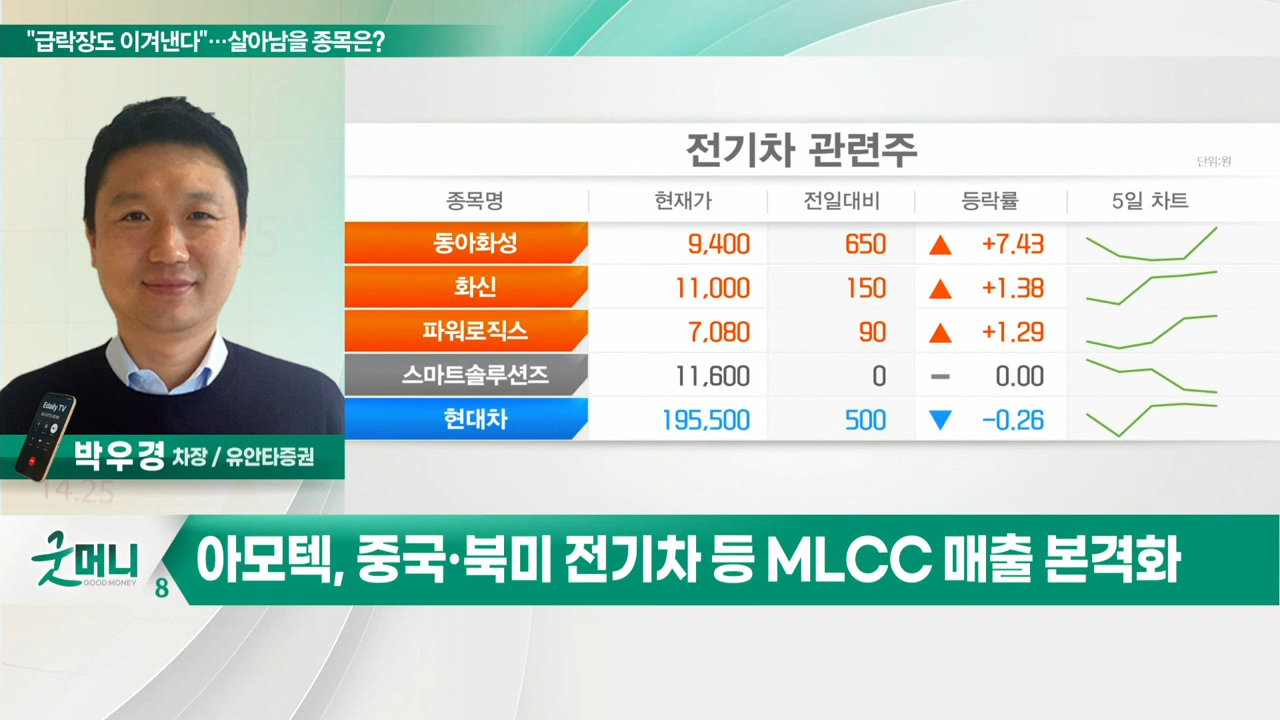 "급락장도 이겨낸다"…살아남을 종목은?
전기차 관련주
단위:원
종목명 현재가 전일대비 등락률 5일 차트
동아화성 9,400 650 ▲ +7.43
화신 11,000 150 ▲ +1.38
파워로직스 7,080 90 ▲ +1.29
스마트솔루션즈 11,600 0 – 0.00
현대차 195,500 500 ▼ -0.26
Edaily TV
박우경 차장 / 유안타증권
14.25
굿머니
GOOD MONEY
8
아모텍, 중국·북미 전기차 등 MLCC 매출 본격화